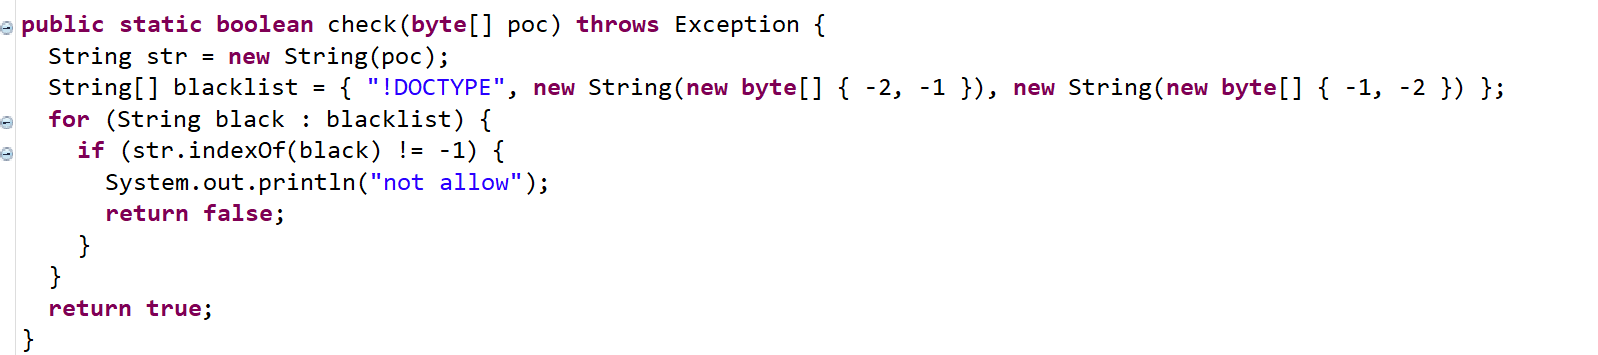 public static boolean check(byte[] poc) throws Exception {
String str = new String(poc);
String[] blacklist = { "!DOCTYPE", new String(new byte[] { -2, -1 }), new String(new byte[] { -1, -2 }) };
for (String black : blacklist) {
if (str.indexOf(black) != -1) {
System.out.println("not allow");
return false;
}
}
return true;
}